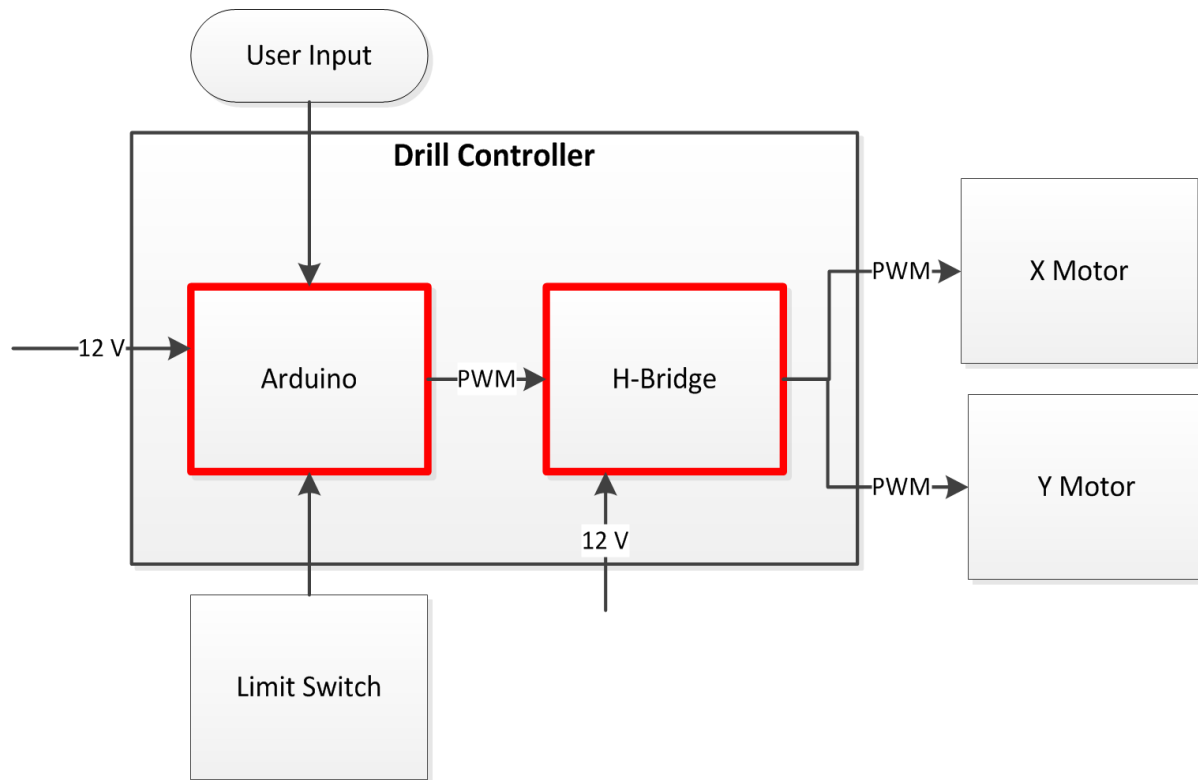 User Input
Drill Controller
PWM
X Motor
12 V
Arduino
PWM
H-Bridge
PWM
Y Motor
12 V
Limit Switch